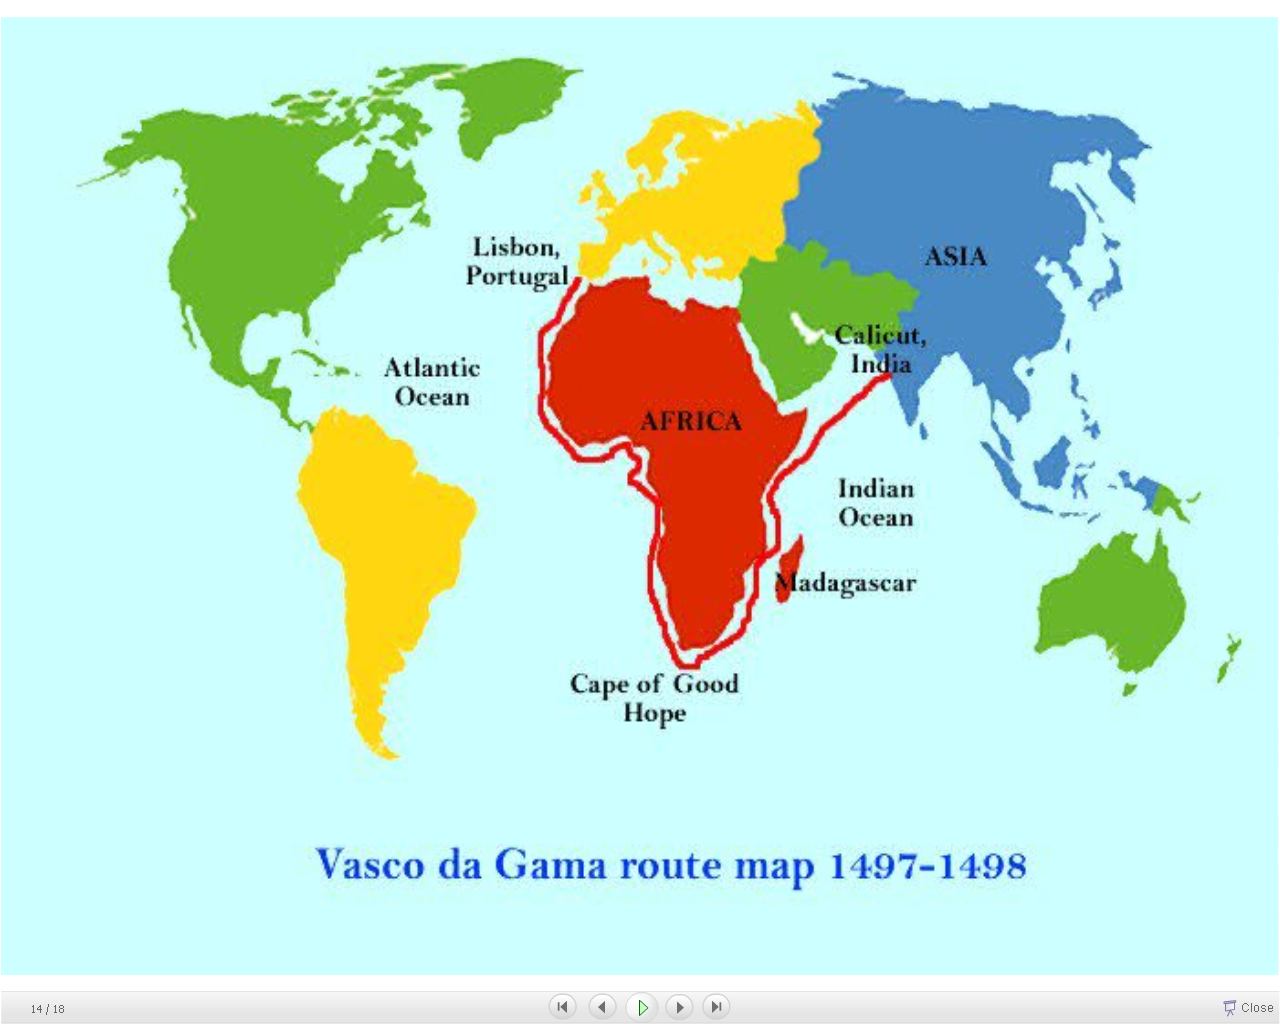 Lisbon,
Portugal
ASIA
Calicut,
India
Atlantic
Ocean
AFRICA
Indian
Ocean
Madagascar
Cape of Good
Hope
Vasco da Gama route map 1497-1498
14 / 18
Close